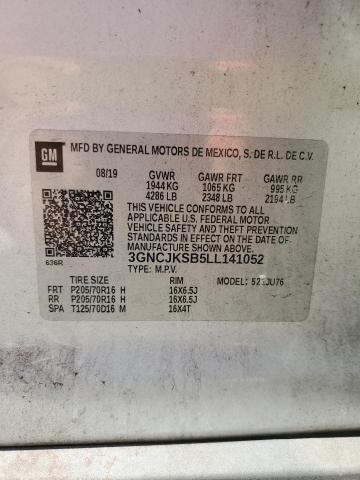 GM
MFD BY GENERAL MOTORS DE MEXICO, S. DE R.L. DE C.V.
08/19 GVWR GAWR FRT GAWR RR
1944 KG 1065 KG 995 KG
4286 LB 2348 LB 2194 LB
THIS VEHICLE CONFORMS TO ALL
APPLICABLE U.S. FEDERAL MOTOR
VEHICLE SAFETY AND THEFT
PREVENTION STANDARDS IN EFFECT
ON THE DATE OF
MANUFACTURE SHOWN ABOVE.
636R
3GNCJKSB5LL141052
TYPE: M.P.V.
TIRE SIZE RIM MODEL:
FRT P205/70R16 H 16X6.5J
RR P205/70R16 H 16X6.5J
SPA T125/70D16 M 16X4T